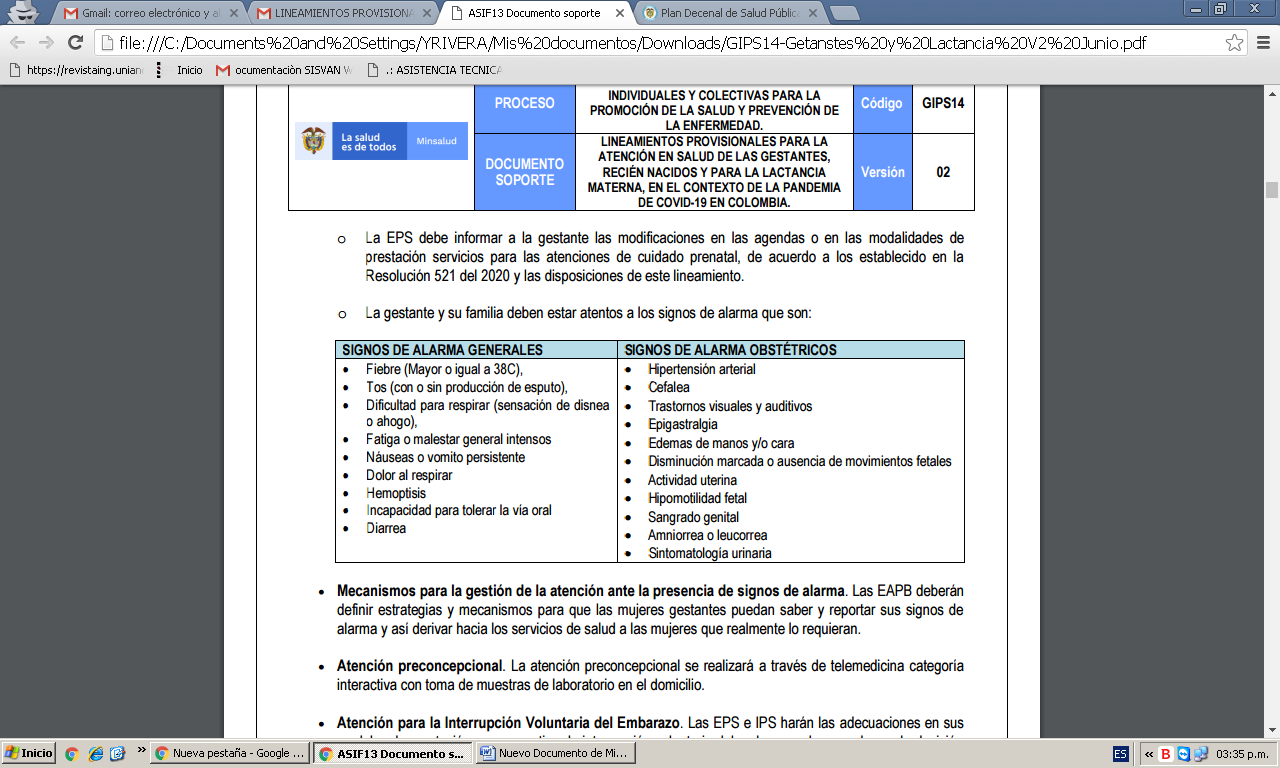 Gmail: correo electrónico y al
LINEAMIENTOS PROVISIONA
ASIF13 Documento soporte
Plan Decenal de Salud Pública
file:///C:/Documents%20and%20Settings/YRIVERA/Mis%20documentos/Downloads/GIPS14-Getanstes%20y%20Lactancia%20V2%20Junio.pdf
https://revistaing.unian
Inicio
ocumentaciòn SISVAN W
.: ASISTENCIA TECNICA
La salud
es de todos
Minsalud
PROCESO
INDIVIDUALES Y COLECTIVAS PARA LA
PROMOCIÓN DE LA SALUD Y PREVENCIÓN DE
LA ENFERMEDAD.
Código
GIPS14
DOCUMENTO
SOPORTE
LINEAMIENTOS PROVISIONALES PARA LA
ATENCIÓN EN SALUD DE LAS GESTANTES,
RECIÉN NACIDOS Y PARA LA LACTANCIA
MATERNA, EN EL CONTEXTO DE LA PANDEMIA
DE COVID-19 EN COLOMBIA.
Versión
02
o La EPS debe informar a la gestante las modificaciones en las agendas o en las modalidades de
prestación servicios para las atenciones de cuidado prenatal, de acuerdo a los establecido en la
Resolución 521 del 2020 y las disposiciones de este lineamiento.
o La gestante y su familia deben estar atentos a los signos de alarma que son:
SIGNOS DE ALARMA GENERALES
• Fiebre (Mayor o igual a 38C),
• Tos (con o sin producción de esputo),
• Dificultad para respirar (sensación de disnea
o ahogo),
• Fatiga o malestar general intensos
• Náuseas o vomito persistente
• Dolor al respirar
• Hemoptisis
• Incapacidad para tolerar la vía oral
• Diarrea
SIGNOS DE ALARMA OBSTÉTRICOS
• Hipertensión arterial
• Cefalea
• Trastornos visuales y auditivos
• Epigastralgia
• Edemas de manos y/o cara
• Disminución marcada o ausencia de movimientos fetales
• Actividad uterina
• Hipomotilidad fetal
• Sangrado genital
• Amniorrea o leucorrea
• Sintomatología urinaria
• Mecanismos para la gestión de la atención ante la presencia de signos de alarma. Las EAPB deberán
definir estrategias y mecanismos para que las mujeres gestantes puedan saber y reportar sus signos de
alarma y así derivar hacia los servicios de salud a las mujeres que realmente lo requieran.
• Atención preconcepcional. La atención preconcepcional se realizará a través de telemedicina categoría
interactiva con toma de muestras de laboratorio en el domicilio.
• Atención para la Interrupción Voluntaria del Embarazo. Las EPS e IPS harán las adecuaciones en sus
Inicio
»
Nueva pestaña - Google ...
ASIF13 Documento s...
Nuevo Documento de Mi...
ES
«
B
03:35 p.m.